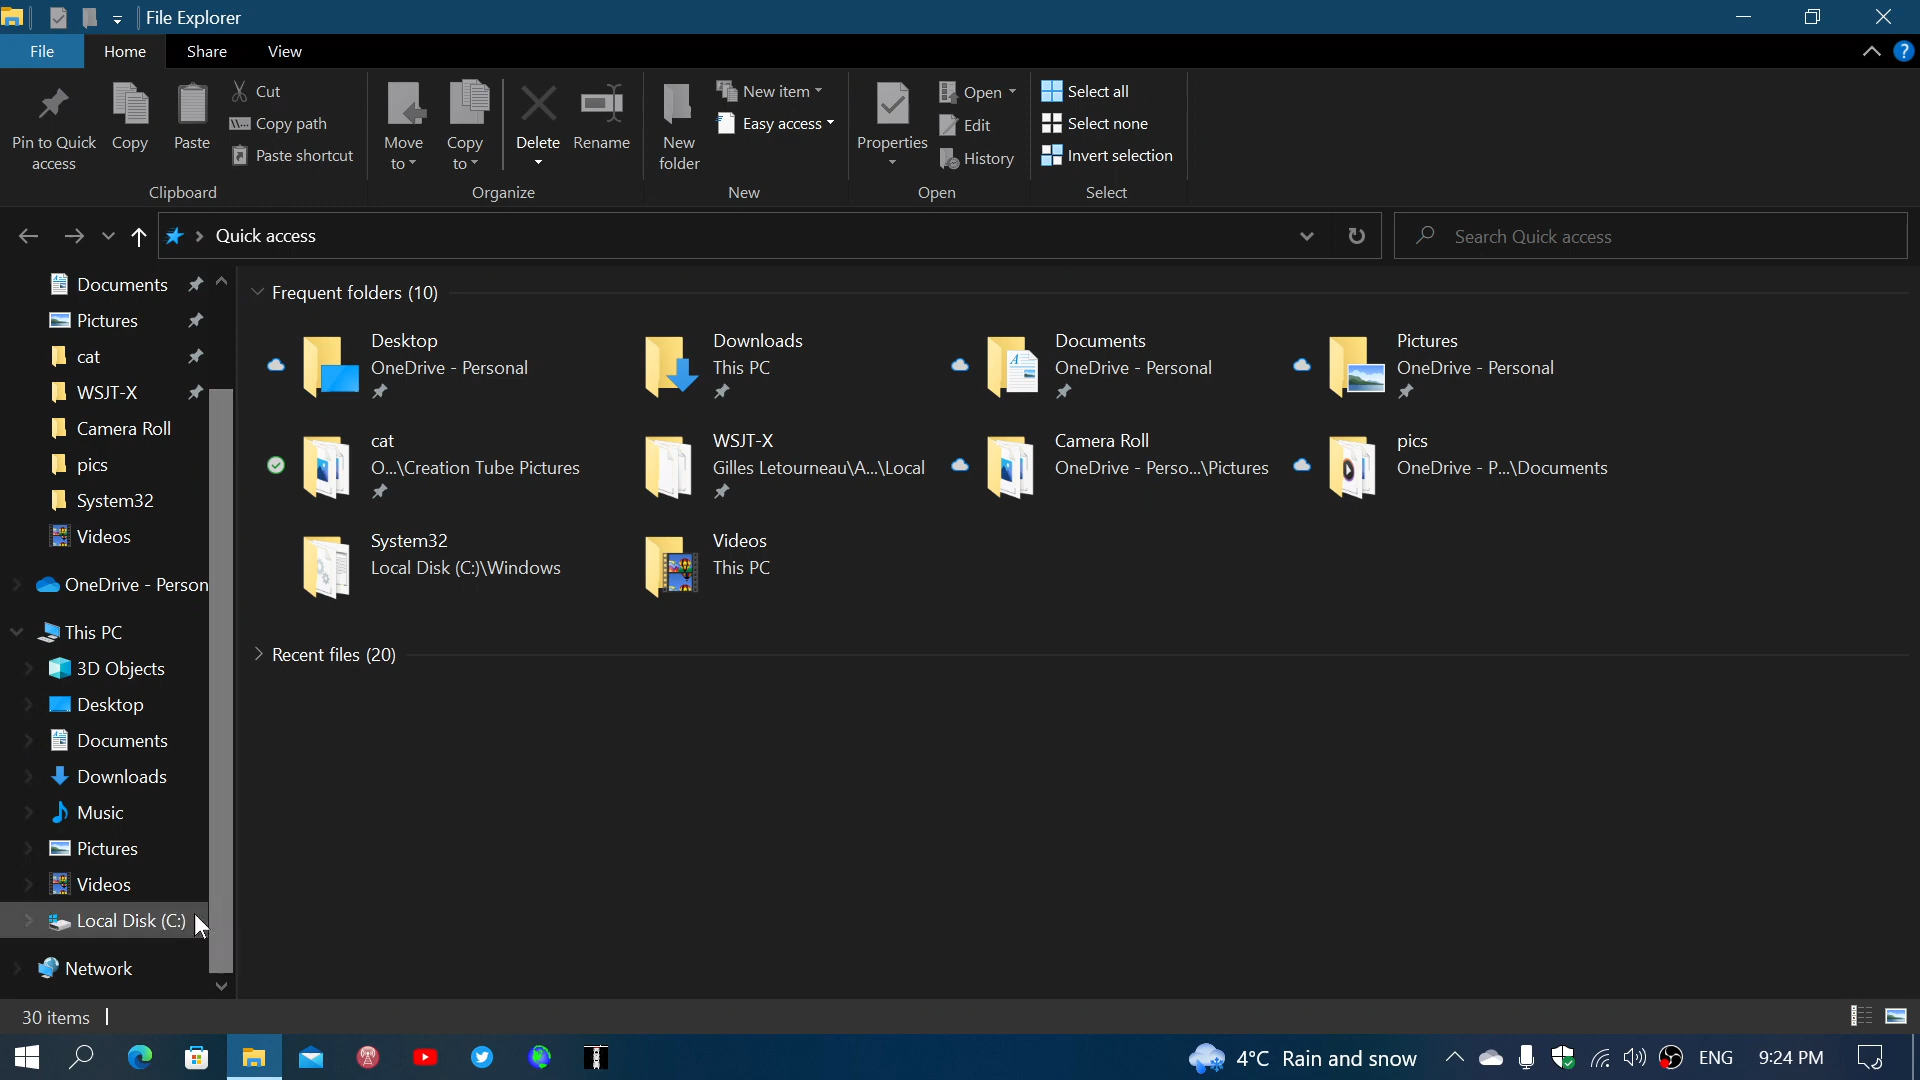 File Explorer
File Home Share View
Pin to Quick access
Copy
Paste
Cut
Copy path
Paste shortcut
Clipboard
Move to
Copy to
Delete
Rename
Organize
New folder
New item
Easy access
New
Properties
Open
Edit
History
Open
Select all
Select none
Invert selection
Select
Quick access
Search Quick access
Documents
Pictures
cat
WSJT-X
Camera Roll
pics
System32
Videos
OneDrive - Person
This PC
3D Objects
Desktop
Documents
Downloads
Music
Pictures
Videos
Local Disk (C:)
Network
Frequent folders (10)
Desktop
OneDrive - Personal
Downloads
This PC
Documents
OneDrive - Personal
Pictures
OneDrive - Personal
cat
O...\Creation Tube Pictures
WSJT-X
Gilles Letourneau\A...\Local
Camera Roll
OneDrive - Perso...\Pictures
pics
OneDrive - P...\Documents
System32
Local Disk (C:)\Windows
Videos
This PC
Recent files (20)
30 items
4°C Rain and snow
ENG
9:24 PM